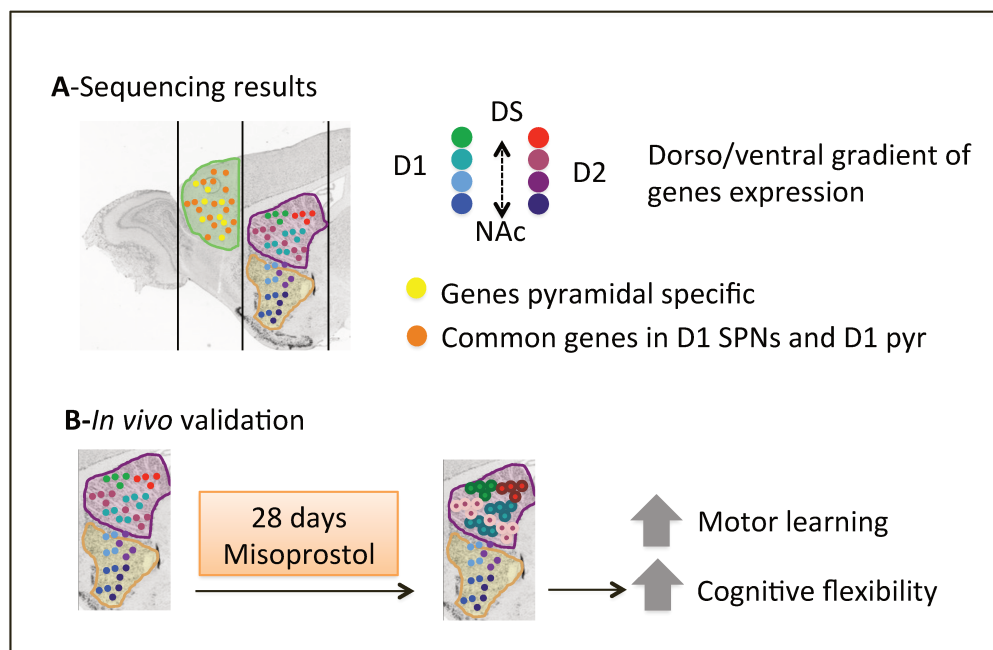 A-Sequencing results
DS
D1
D2
NAc
Dorso/ventral gradient of
genes expression
Genes pyramidal specific
Common genes in D1 SPNs and D1 pyr
B-In vivo validation
28 days
Misoprostol
Motor learning
Cognitive flexibility